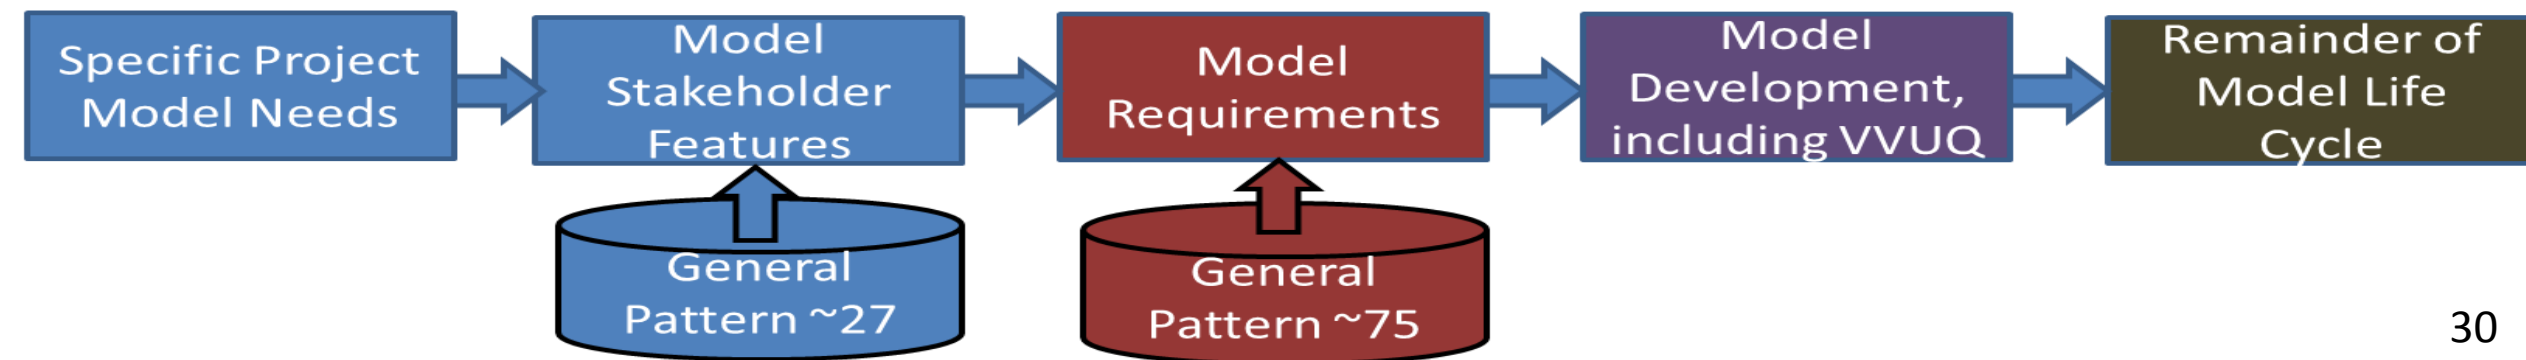 Specific Project
Model Needs
Model
Stakeholder
Features
Model
Requirements
Model
Development,
including VVUQ
Remainder of
Model Life
Cycle
General
Pattern ~27
General
Pattern ~75
30